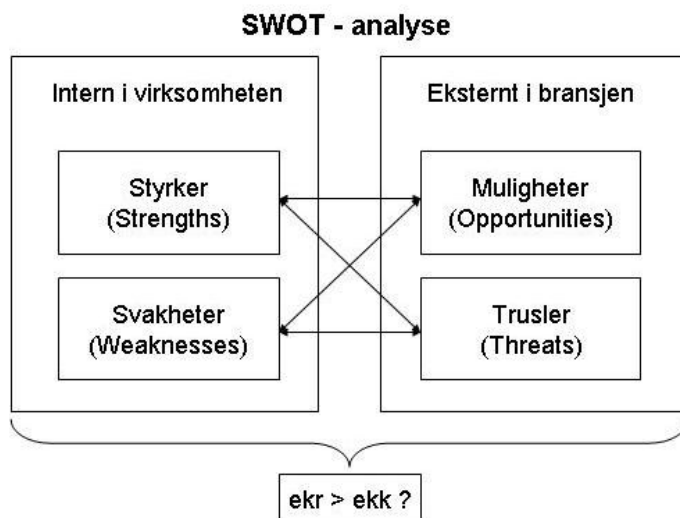 SWOT - analyse
Intern i virksomheten
Styrker
(Strengths)
Svakheter
(Weaknesses)
Eksternt i bransjen
Muligheter
(Opportunities)
Trusler
(Threats)
ekr > ekk ?